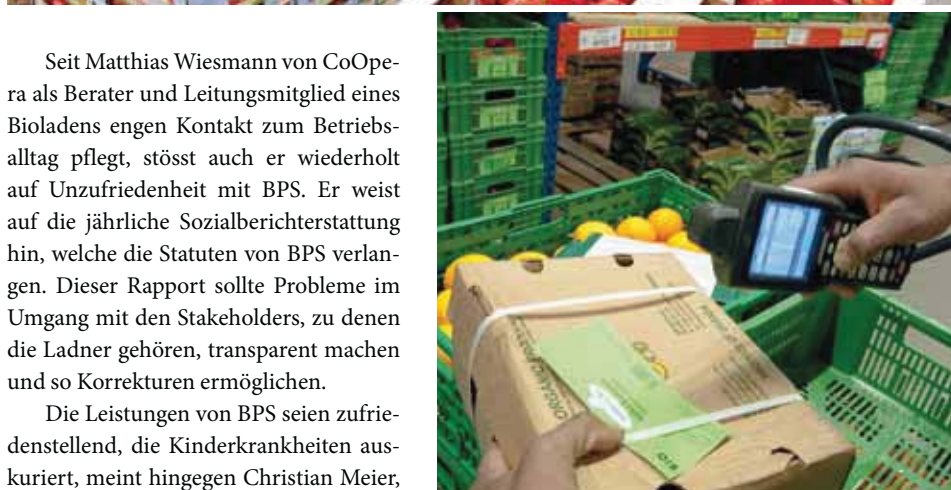 Seit Matthias Wiesmann von CoOpe-
ra als Berater und Leitungsmitglied eines
Bioladens engen Kontakt zum Betriebs-
alltag pflegt, stösst auch er wiederholt
auf Unzufriedenheit mit BPS. Er weist
auf die jährliche Sozialberichterstattung
hin, welche die Statuten von BPS verlan-
gen. Dieser Rapport sollte Probleme im
Umgang mit den Stakeholders, zu denen
die Ladner gehören, transparent machen
und so Korrekturen ermöglichen.
Die Leistungen von BPS seien zufrie-
denstellend, die Kinderkrankheiten aus-
kuriert, meint hingegen Christian Meier,
BIO